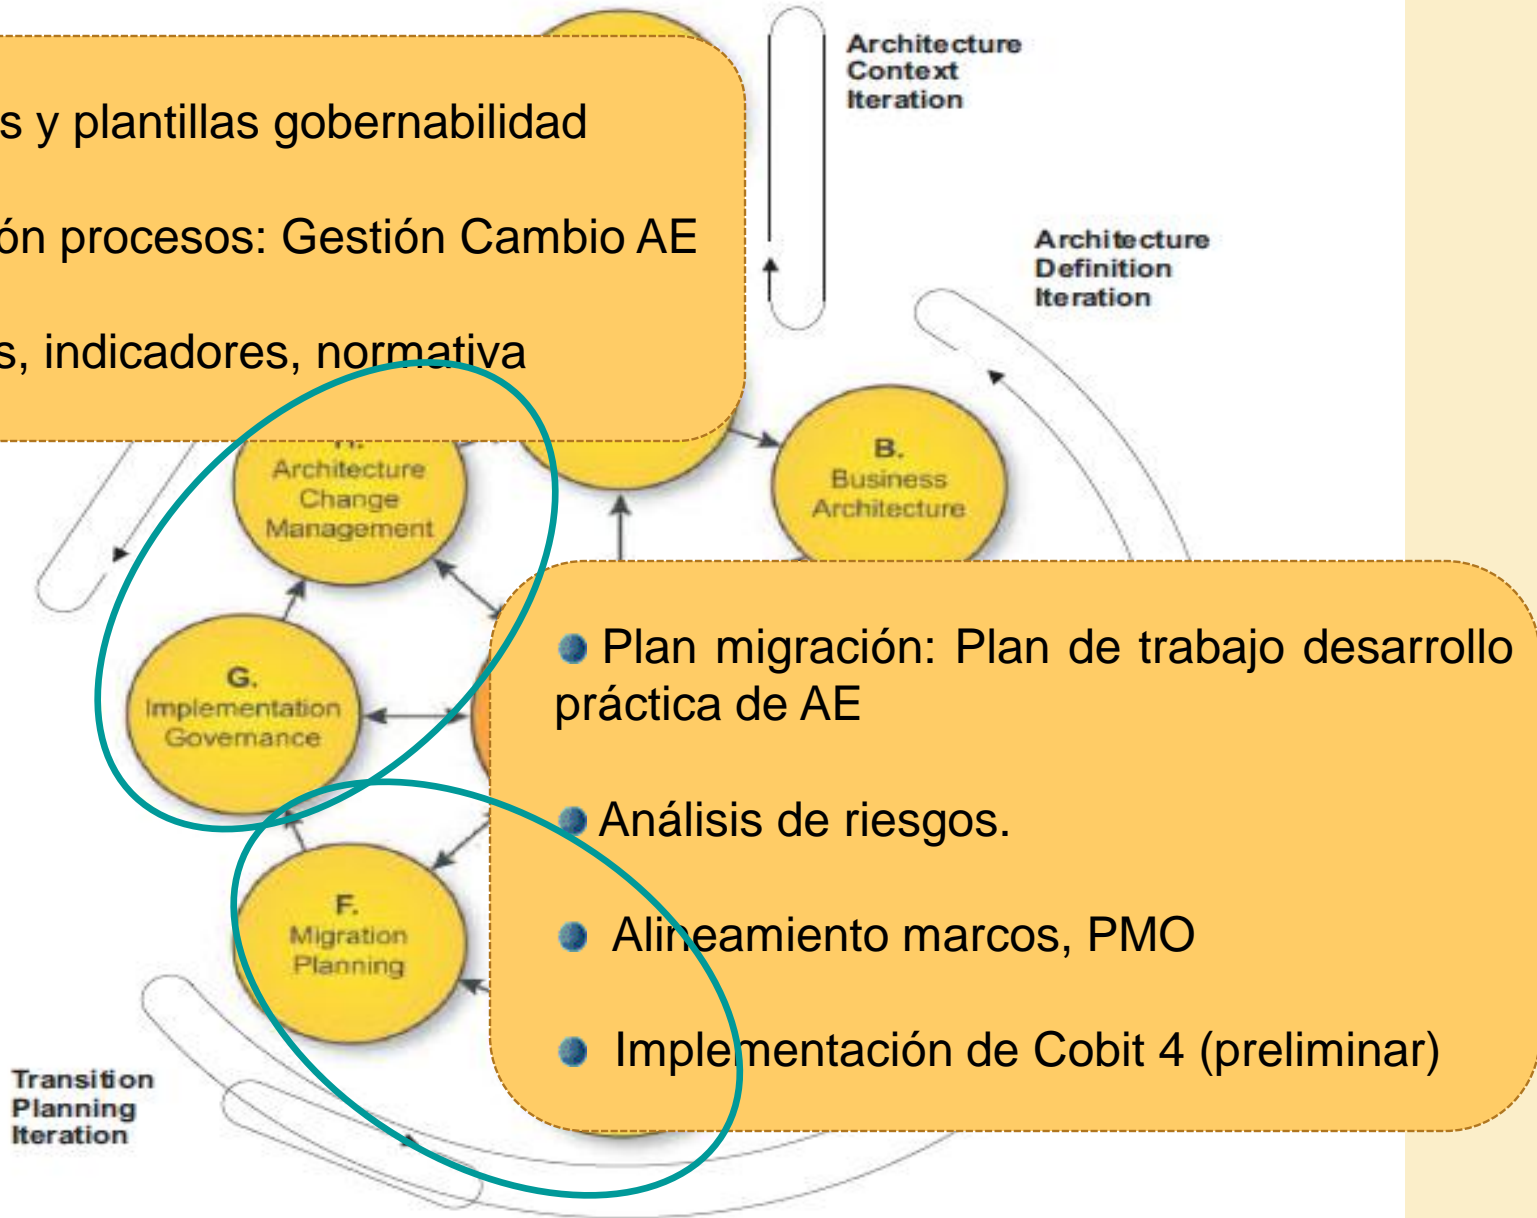 Architecture
Context
Iteration
s y plantillas gobernabilidad
ón procesos: Gestión Cambio AE
s, indicadores, normativa
Architecture
Definition
Iteration
Architecture
Change
Management
B.
Business
Architecture
G.
Implementation
Governance
Plan migración: Plan de trabajo desarrollo
práctica de AE
Análisis de riesgos.
Alineamiento marcos, PMO
Implementación de Cobit 4 (preliminar)
F.
Migration
Planning
Transition
Planning
Iteration